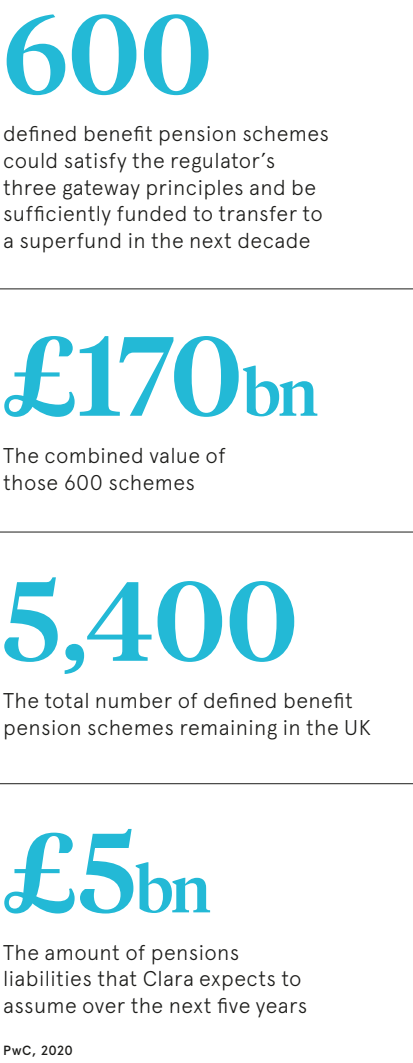 600
defined benefit pension schemes
could satisfy the regulator's
three gateway principles and be
sufficiently funded to transfer to
a superfund in the next decade
£170bn
The combined value of
those 600 schemes
5,400
The total number of defined benefit
pension schemes remaining in the UK
£5bn
The amount of pensions
liabilities that Clara expects to
assume over the next five years
PwC, 2020